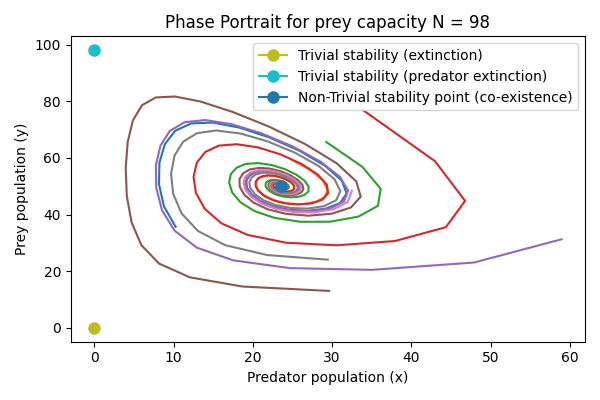 Phase Portrait for prey capacity N = 98
Trivial stability (extinction)
Trivial stability (predator extinction)
Non-Trivial stability point (co-existence)
Prey population (y)
100
80
60
40
20
0
0 10 20 30 40 50 60
Predator population (x)